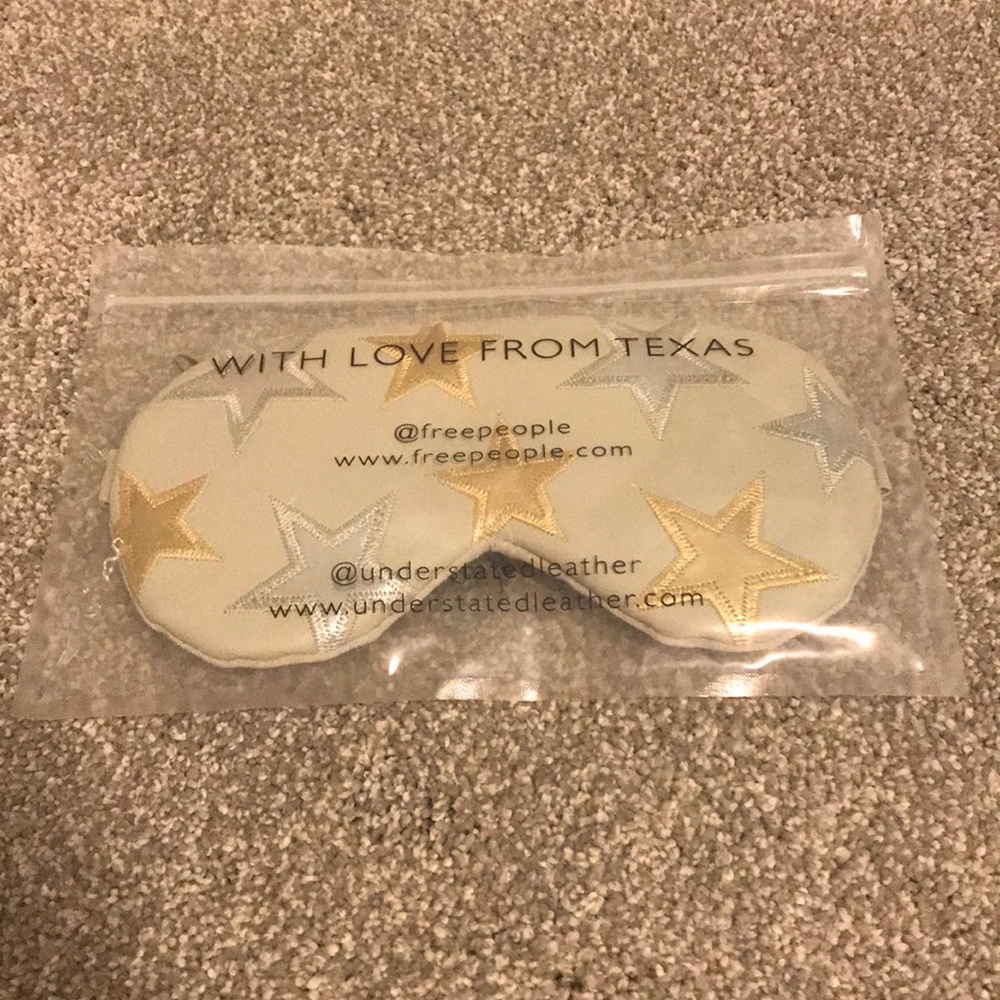 WITH LOVE FROM TEXAS
@freepeople
www.freepeople.com
@understatedleather
www.understatedleather.com